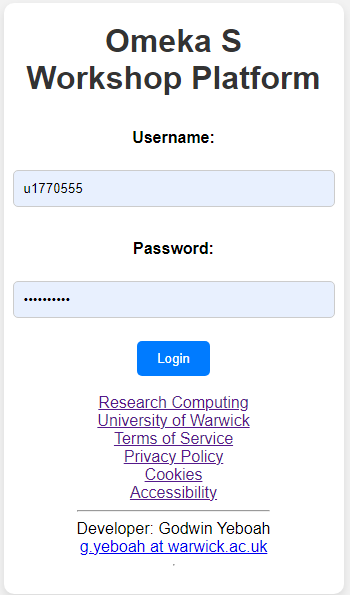 Omeka S
Workshop Platform
Username:
u1770555
Password:
••••••••••
Login
Research Computing
University of Warwick
Terms of Service
Privacy Policy
Cookies
Accessibility
Developer: Godwin Yeboah
g.yeboah at warwick.ac.uk
.